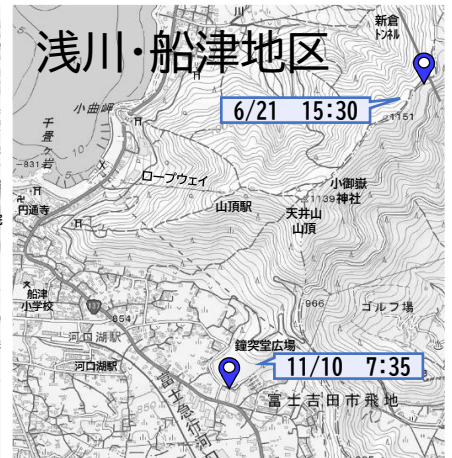 浅川・船津地区
川
新倉
トンネル
6/21 15:30
1151
小曲岬
千畳ヶ岩
831
ロープウェイ
小御嶽
神社
1139
円通寺
山頂駅
天井山
山頂
船津
小学校
966
ゴルフ場
854
河口湖駅
鐘突堂広場
河口湖駅
11/10 7:35
富士吉田市飛地
富士急行河口